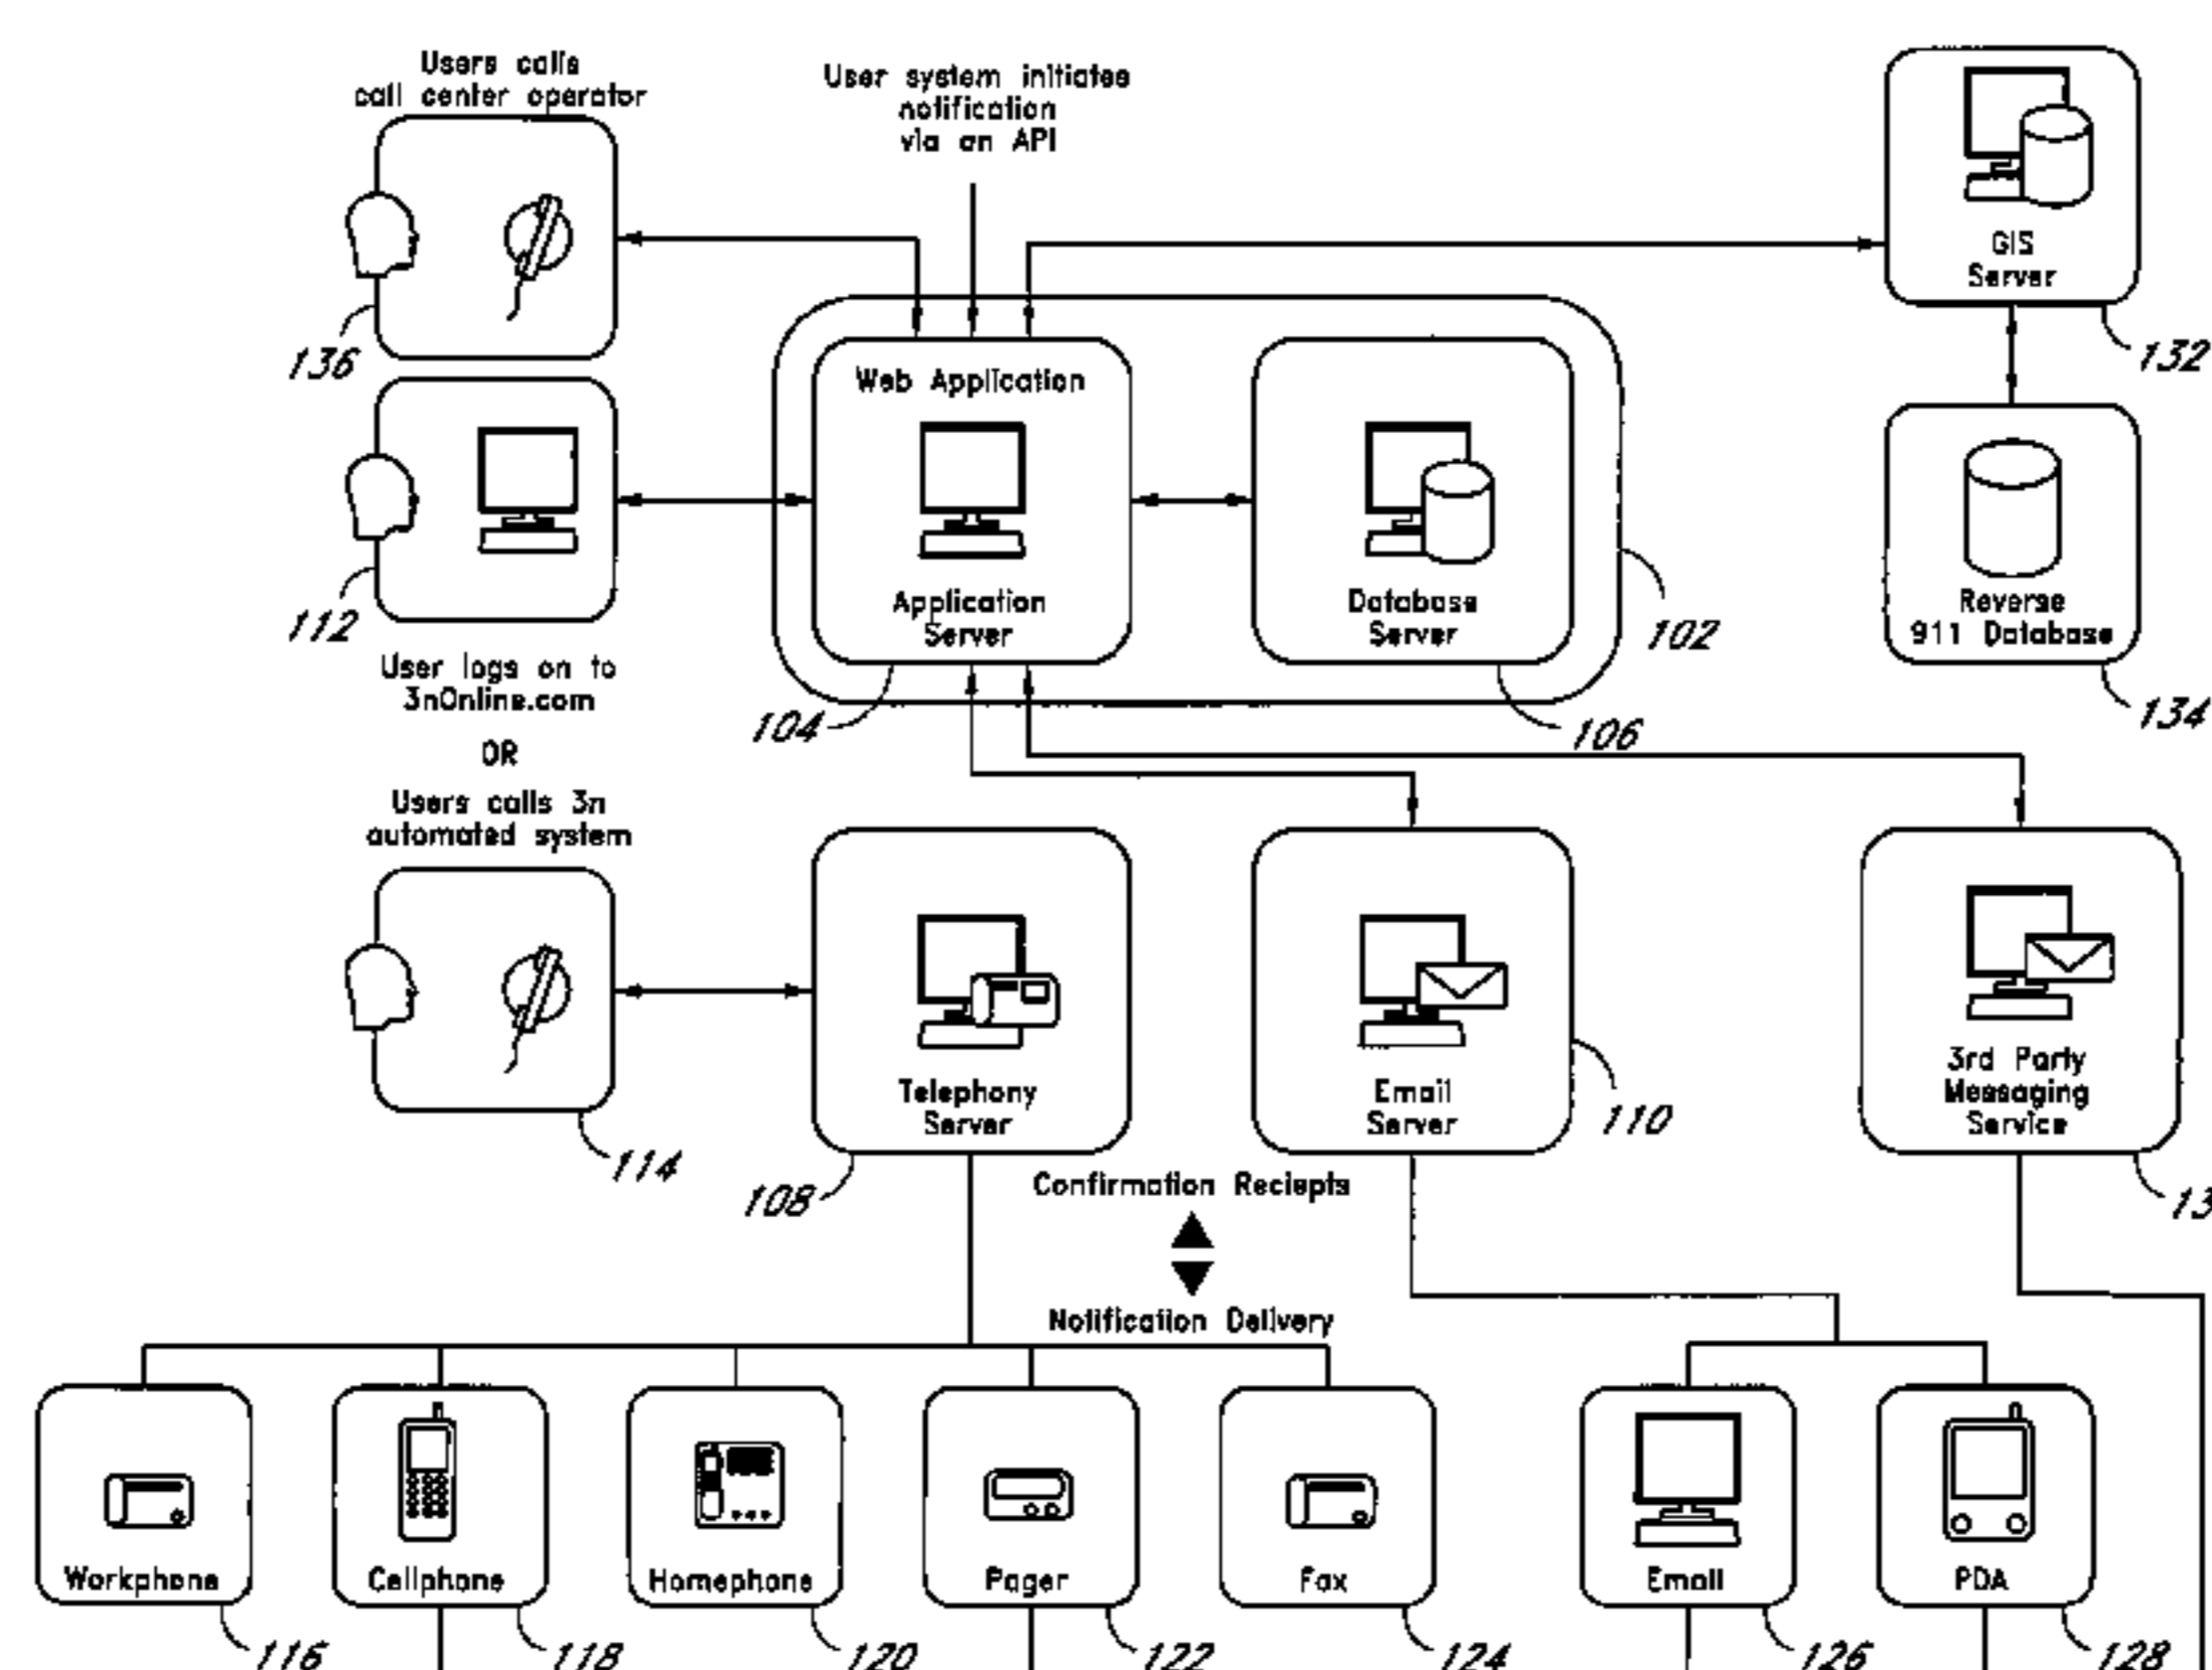 Users calls
call center operator
User system initiates
notification
via an API
GIS
Server
136
132
Web Application
Application
Server
Database
Server
Reverse
911 Database
112
102
User logs on to
3nOnline.com
104
106
134
OR
Users calls 3n
automated system
Telephony
Server
Email
Server
3rd Party
Messaging
Service
110
114
108
Confirmation Reciepts
Notification Delivery
Workphone
Cellphone
Homephone
Pager
Fax
Email
PDA
116
118
120
122
124
126
128